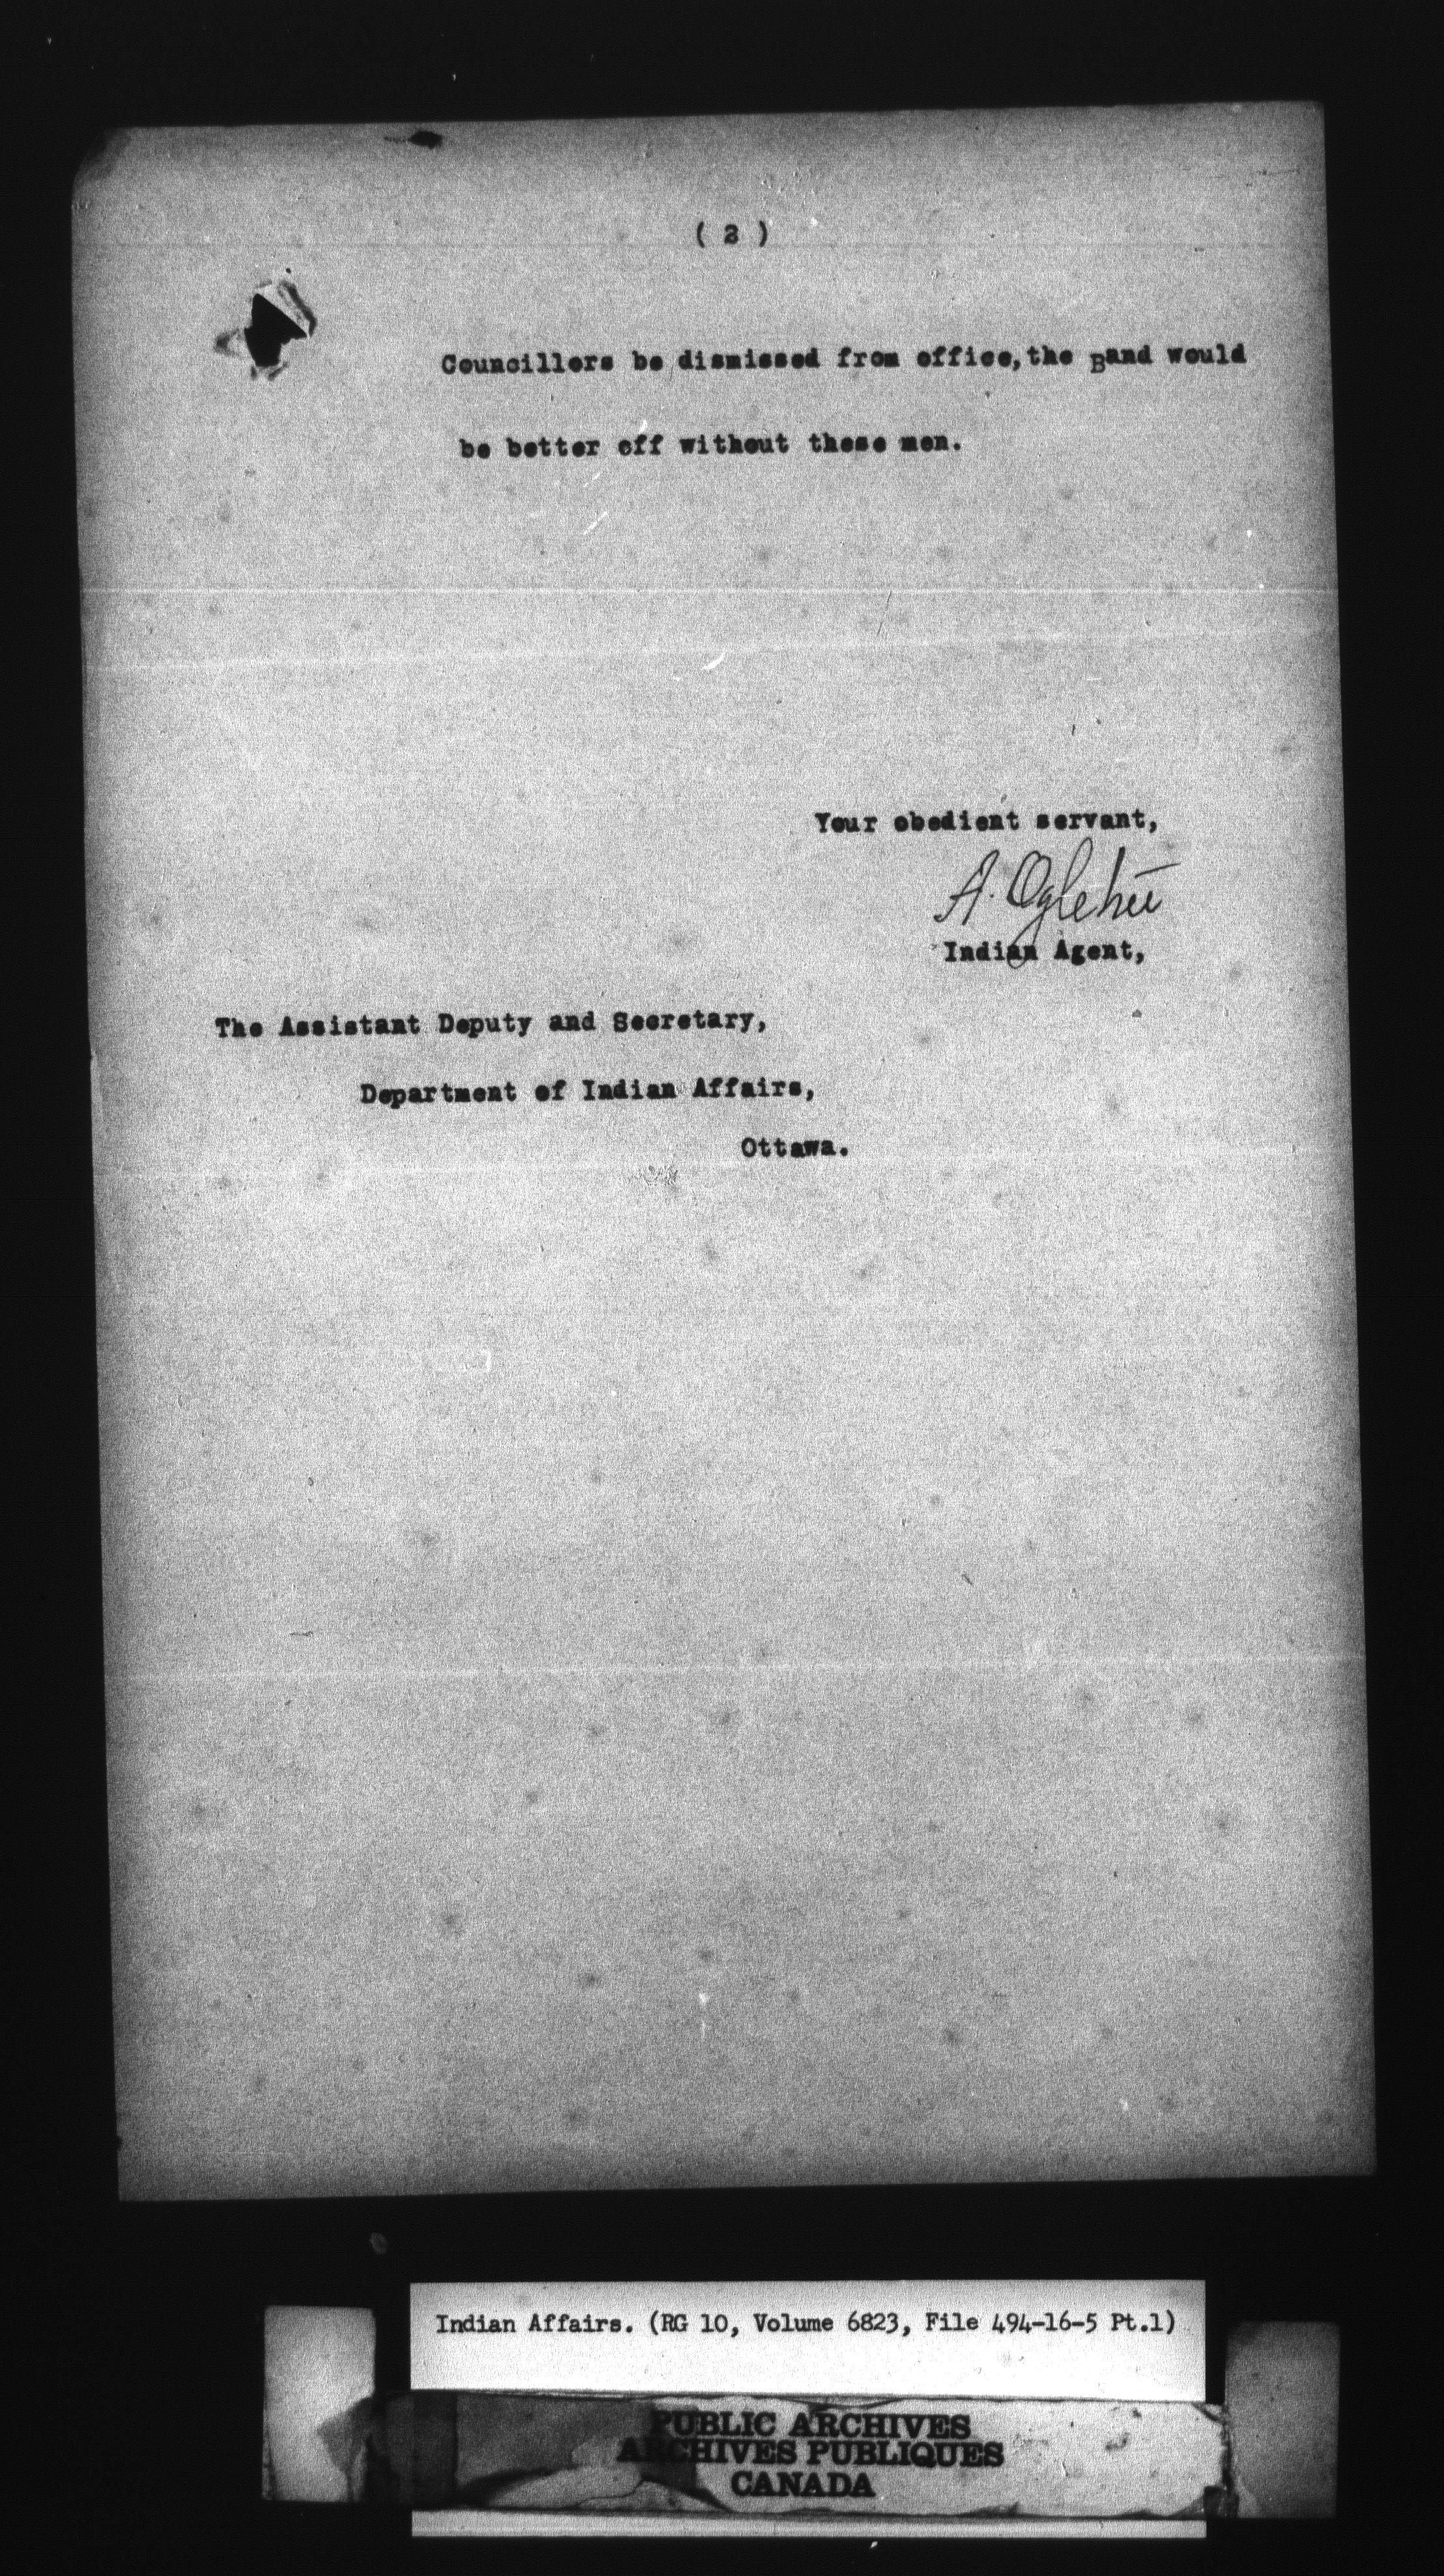 ( 2 )
Councillors be dismissed from office,the Band would
be better off without these men.
Your obedient servant,
A. Ogletree
Indian Agent,
The Assistant Deputy and Secretary,
Department of Indian Affairs,
Ottawa.
Indian Affairs. (RG 10, Volume 6823, File 494-16-5 Pt.1)
PUBLIC ARCHIVES
ARCHIVES PUBLIQUES
CANADA